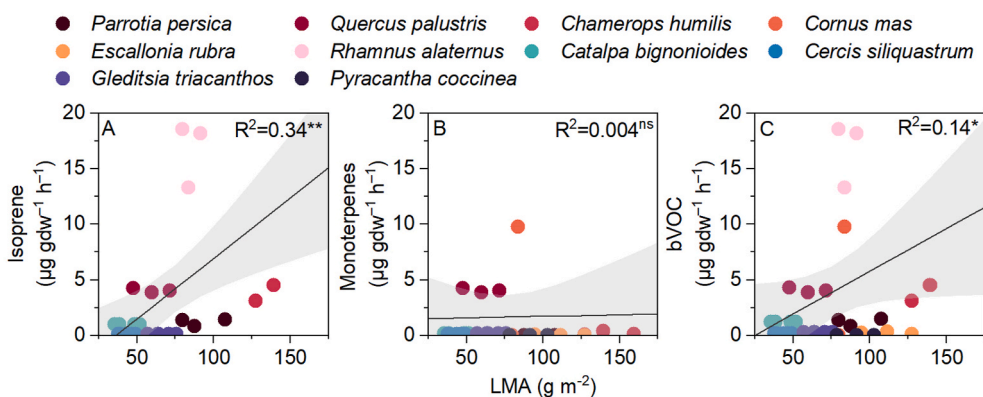 Parrotia persica Quercus palustris Chamerops humilis Cornus mas
Escallonia rubra Rhamnus alaternus Catalpa bignonioides Cercis siliquastrum
Gleditsia triacanthos Pyracantha coccinea
A
R²=0.34**
Isoprene
(µg gdw⁻¹ h⁻¹)
20
15
10
5
0
50 100 150
B
R²=0.004ⁿˢ
Monoterpenes
(µg gdw⁻¹ h⁻¹)
20
15
10
5
0
50 100 150
C
R²=0.14*
bVOC
(µg gdw⁻¹ h⁻¹)
20
15
10
5
0
50 100 150
LMA (g m⁻²)